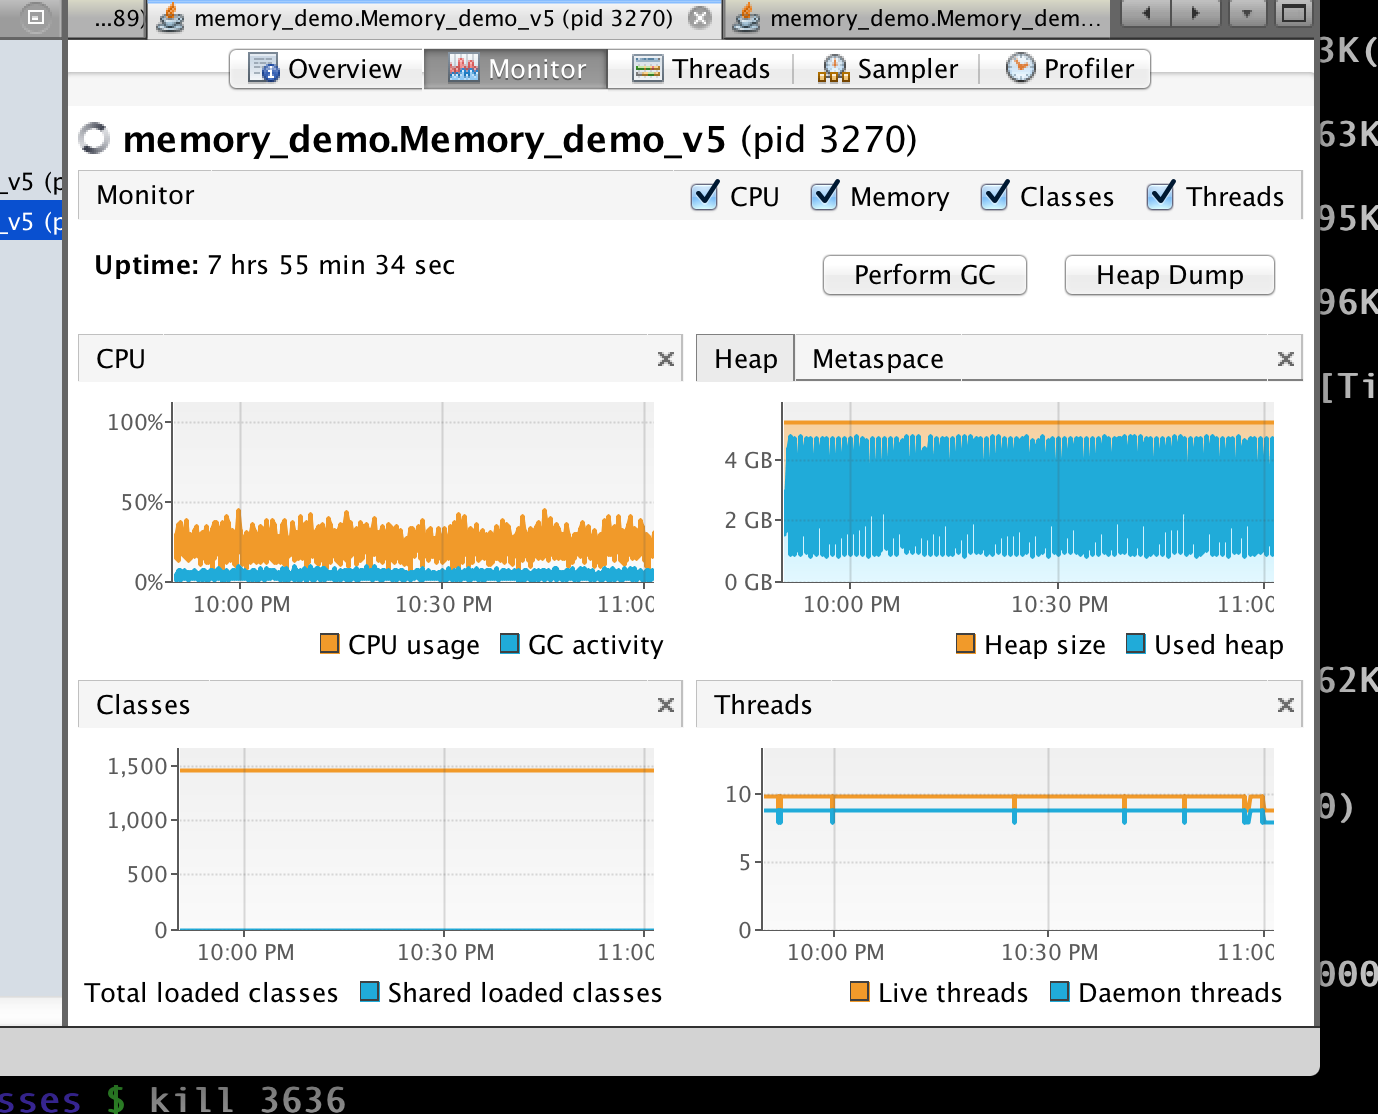 ...89)
memory_demo.Memory_demo_v5 (pid 3270)
memory_demo.Memory_dem...
Overview
Monitor
Threads
Sampler
Profiler
memory_demo.Memory_demo_v5 (pid 3270)
_v5 (p
_v5 (p
Monitor
CPU
Memory
Classes
Threads
Uptime: 7 hrs 55 min 34 sec
Perform GC
Heap Dump
CPU
100%
50%
0%
10:00 PM
10:30 PM
11:00
CPU usage
GC activity
Heap
Metaspace
4 GB
2 GB
0 GB
10:00 PM
10:30 PM
11:00
Heap size
Used heap
Classes
1,500
1,000
500
0
10:00 PM
10:30 PM
11:00
Total loaded classes
Shared loaded classes
Threads
10
5
0
10:00 PM
10:30 PM
11:00
Live threads
Daemon threads
3K(
63K
95K
96K
[Ti
62K
0)
000
sses $ kill 3636